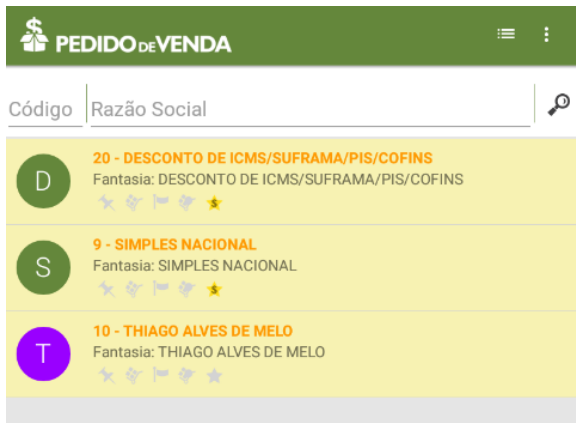 PEDIDO DE VENDA
Código Razão Social
20 - DESCONTO DE ICMS/SUFRAMA/PIS/COFINS
D
Fantasia: DESCONTO DE ICMS/SUFRAMA/PIS/COFINS
9 - SIMPLES NACIONAL
S
Fantasia: SIMPLES NACIONAL
10 - THIAGO ALVES DE MELO
T
Fantasia: THIAGO ALVES DE MELO